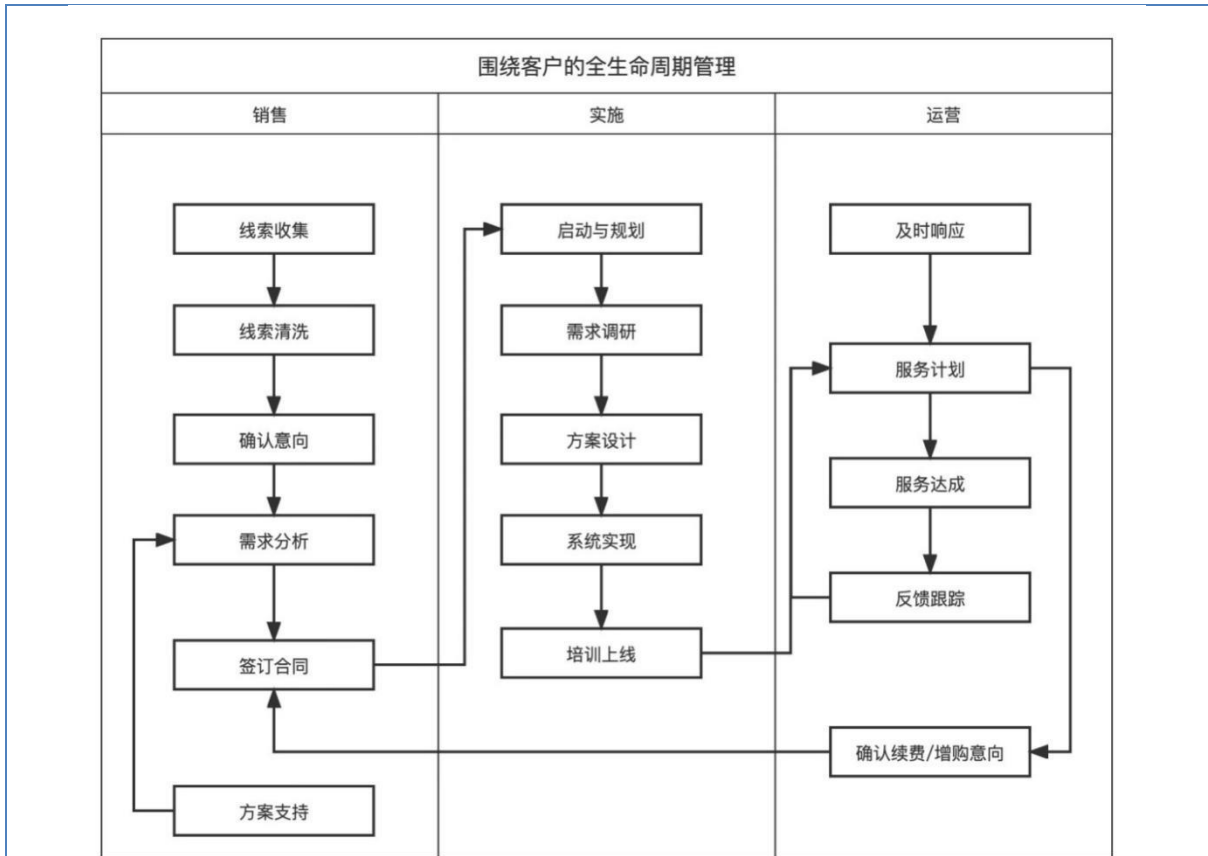 围绕客户的全生命周期管理
销售
实施
运营
线索收集
启动与规划
及时响应
线索清洗
需求调研
服务计划
确认意向
方案设计
服务达成
需求分析
系统实现
反馈跟踪
签订合同
培训上线
确认续费/增购意向
方案支持